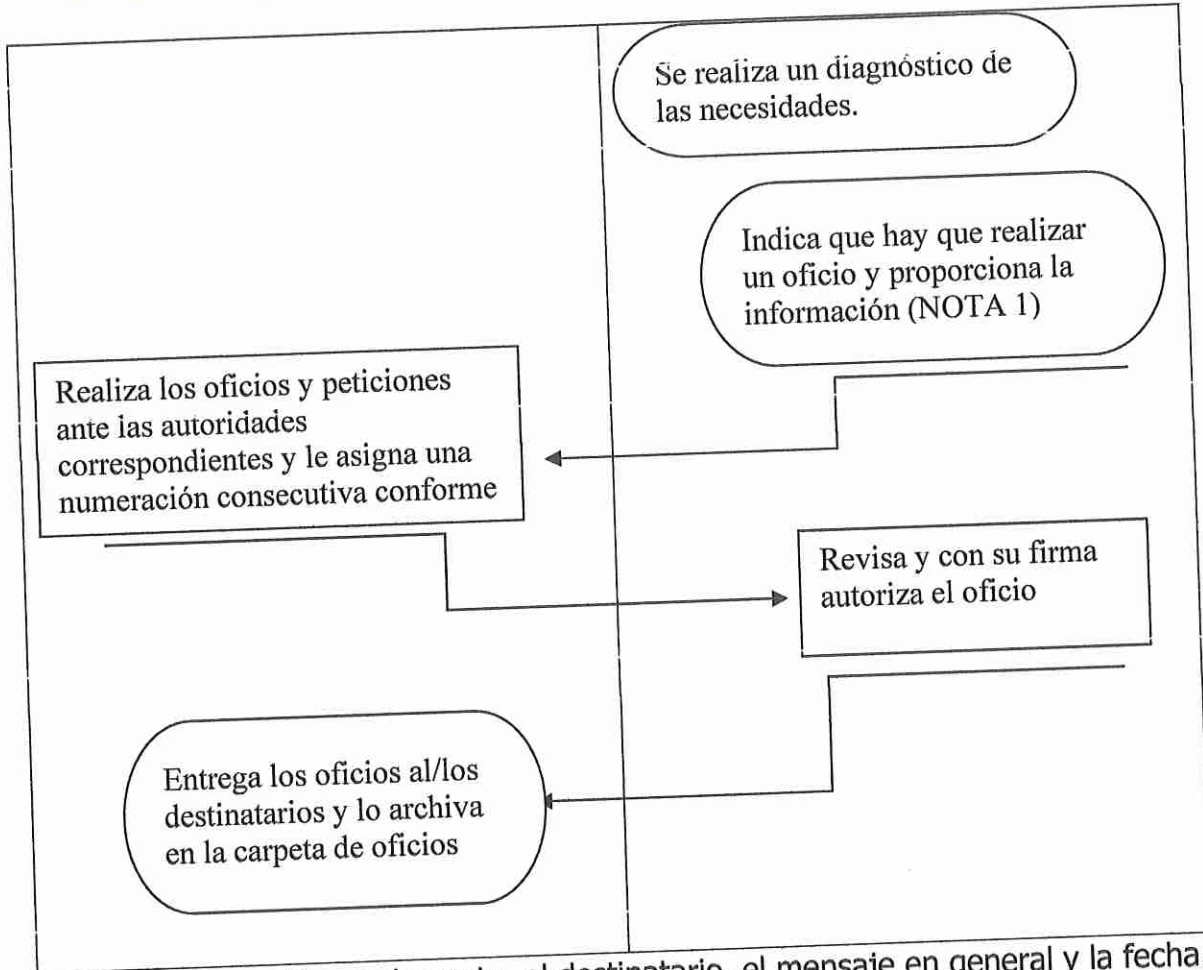 Se realiza un diagnóstico de
las necesidades.
Indica que hay que realizar
un oficio y proporciona la
información (NOTA 1)
Realiza los oficios y peticiones
ante las autoridades
correspondientes y le asigna una
numeración consecutiva conforme
Revisa y con su firma
autoriza el oficio
Entrega los oficios al/los
destinatarios y lo archiva
en la carpeta de oficios
destinatario, el mensaje en general y la fecha